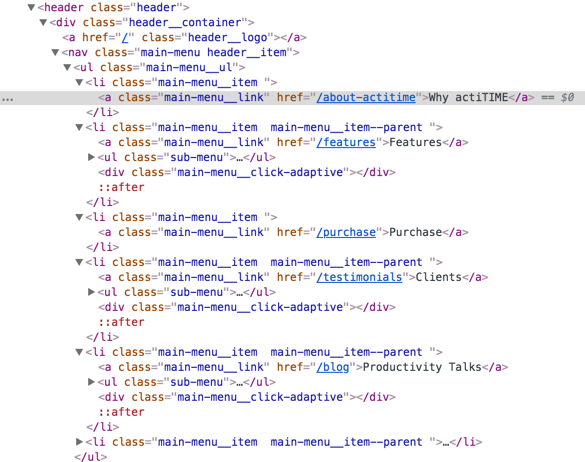 ▼<header class="header">
▼<div class="header__container">
<a href="/" class="header__logo"></a>
▼<nav class="main-menu header__item">
▼<ul class="main-menu__ul">
▼<li class="main-menu__item ">
… <a class="main-menu__link" href="/about-actitime">Why actiTIME</a> == $0
</li>
▼<li class="main-menu__item  main-menu__item--parent ">
<a class="main-menu__link" href="/features">Features</a>
▶<ul class="sub-menu">…</ul>
<div class="main-menu__click-adaptive"></div>
::after
</li>
▼<li class="main-menu__item ">
<a class="main-menu__link" href="/purchase">Purchase</a>
</li>
▼<li class="main-menu__item  main-menu__item--parent ">
<a class="main-menu__link" href="/testimonials">Clients</a>
▶<ul class="sub-menu">…</ul>
<div class="main-menu__click-adaptive"></div>
::after
</li>
▼<li class="main-menu__item  main-menu__item--parent ">
<a class="main-menu__link" href="/blog">Productivity Talks</a>
▶<ul class="sub-menu">…</ul>
<div class="main-menu__click-adaptive"></div>
::after
</li>
▶<li class="main-menu__item  main-menu__item--parent ">…</li>
</ul>